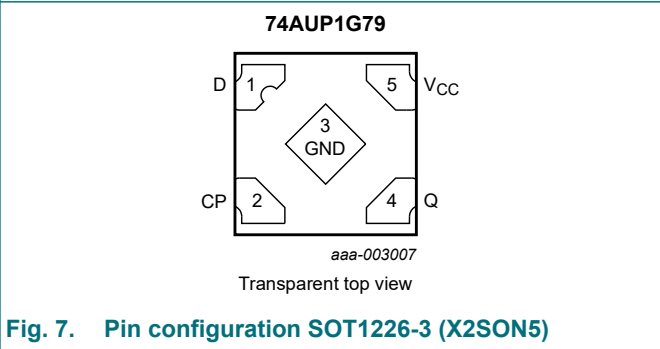 74AUP1G79
D 1 5 VCC
3
GND
CP 2 4 Q
aaa-003007
Transparent top view
Fig. 7. Pin configuration SOT1226-3 (X2SON5)